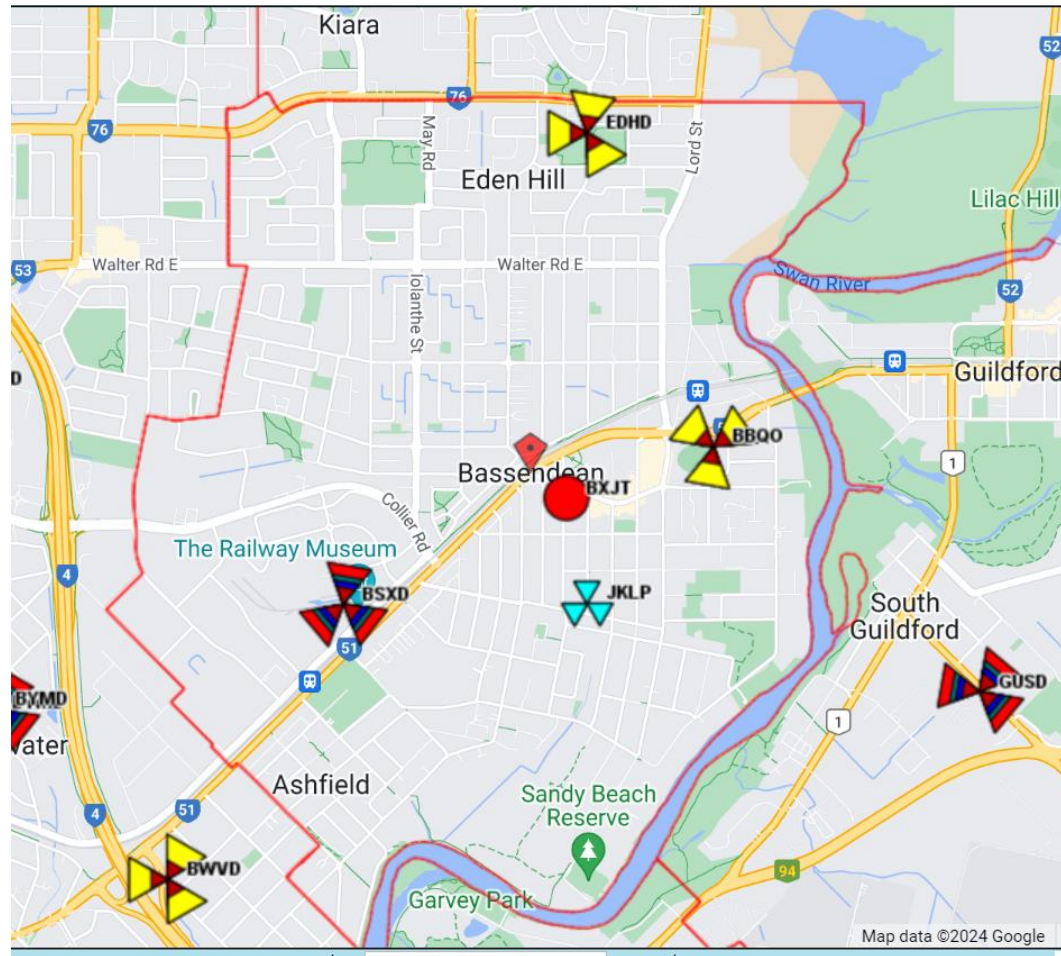 Kiara
52
76
76
EDHD
May Rd
Lord St
Eden Hill
Lilac Hill
Walter Rd E
Walter Rd E
53
Swan River
52
Iolanthe St
D
Guildford
BBQO
1
Bassendean
BXJT
Collier Rd
The Railway Museum
4
BSXD
JKLP
South
Guildford
51
GUSD
BYMD
1
vater
Ashfield
Sandy Beach
Reserve
51
4
BWVD
94
Garvey Park
Map data ©2024 Google